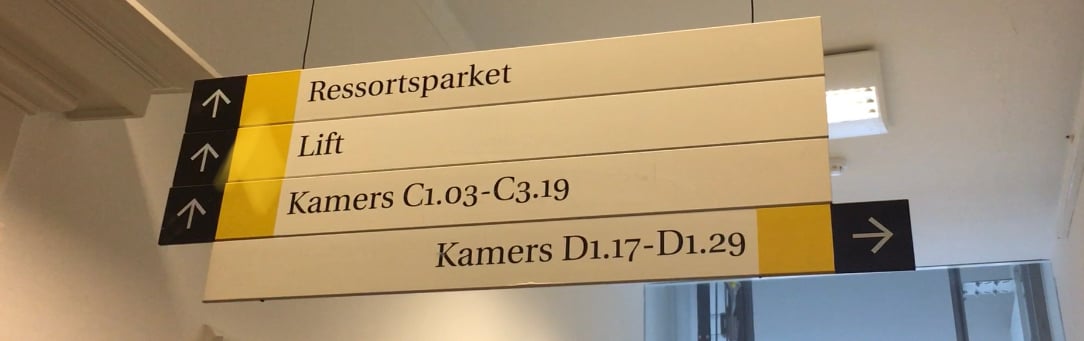 Ressortsparket
Lift
Kamers C1.03-C3.19
Kamers D1.17-D1.29